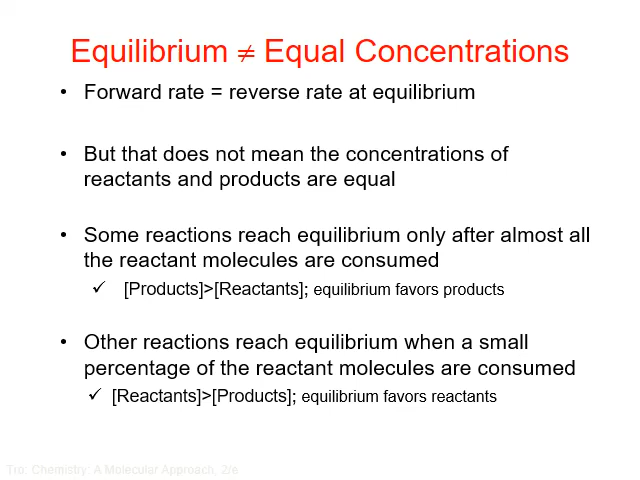 Equilibrium ≠ Equal Concentrations
• Forward rate = reverse rate at equilibrium
• But that does not mean the concentrations of
reactants and products are equal
• Some reactions reach equilibrium only after almost all
the reactant molecules are consumed
✓ [Products]>[Reactants]; equilibrium favors products
• Other reactions reach equilibrium when a small
percentage of the reactant molecules are consumed
✓ [Reactants]>[Products]; equilibrium favors reactants
Tro: Chemistry: A Molecular Approach, 2/e